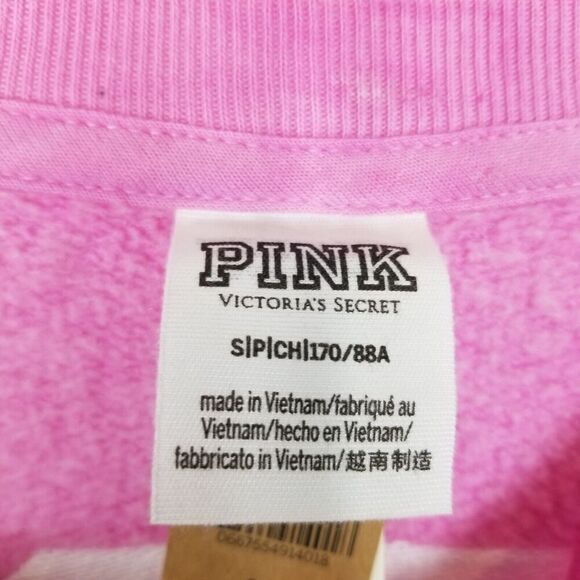 PINK
VICTORIA'S SECRET
S|P|CH|170/88A
made in Vietnam/fabriqué au
Vietnam/hecho en Vietnam/
fabbricato in Vietnam/越南制造
0667554914018